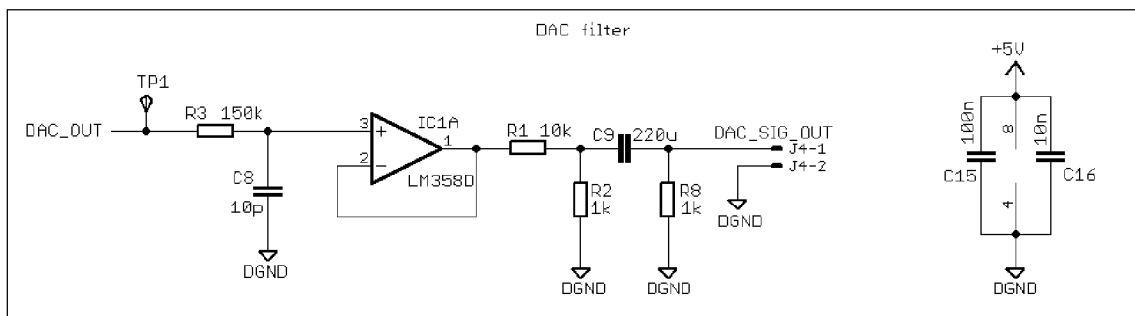 DAC filter
TP1
DAC_OUT
R3 150k
C8
10p
DGND
3
2
+
-
1
IC1A
LM358D
R1 10k
C9 220u
R2
1k
DGND
R8
1k
DGND
DAC_SIG_OUT
J4-1
J4-2
DGND
+5V
100n
C15
8
4
10n
C16
DGND